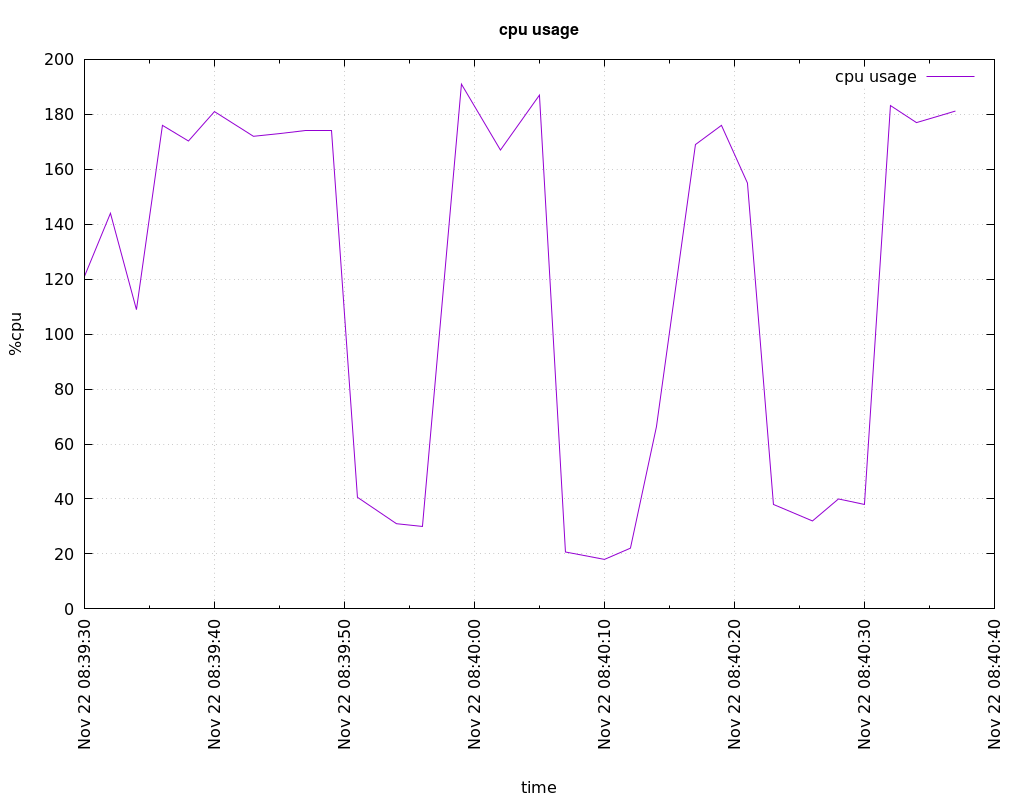 cpu usage
cpu usage
200
180
160
140
120
100
80
60
40
20
0
%cpu
Nov 22 08:39:30
Nov 22 08:39:40
Nov 22 08:39:50
Nov 22 08:40:00
Nov 22 08:40:10
Nov 22 08:40:20
Nov 22 08:40:30
Nov 22 08:40:40
time